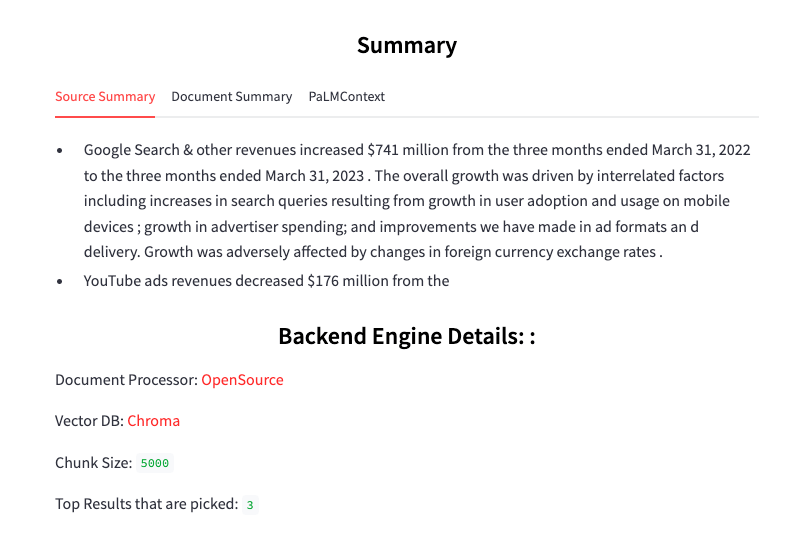 Summary
Source Summary Document Summary PaLMContext
• Google Search & other revenues increased $741 million from the three months ended March 31, 2022
to the three months ended March 31, 2023 . The overall growth was driven by interrelated factors
including increases in search queries resulting from growth in user adoption and usage on mobile
devices ; growth in advertiser spending; and improvements we have made in ad formats an d
delivery. Growth was adversely affected by changes in foreign currency exchange rates .
• YouTube ads revenues decreased $176 million from the
Backend Engine Details: :
Document Processor: OpenSource
Vector DB: Chroma
Chunk Size: 5000
Top Results that are picked: 3